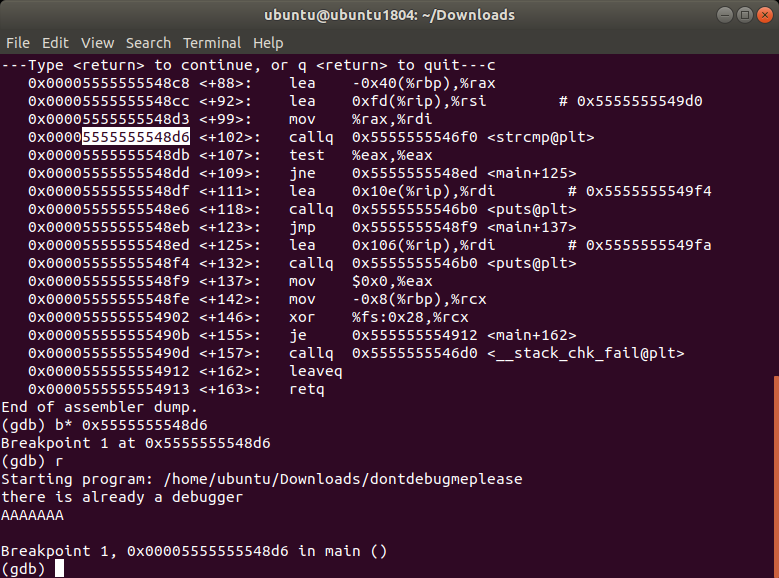 ubuntu@ubuntu1804: ~/Downloads
File Edit View Search Terminal Help
---Type <return> to continue, or q <return> to quit---c
   0x00005555555548c8 <+88>:	lea    -0x40(%rbp),%rax
   0x00005555555548cc <+92>:	lea    0xfd(%rip),%rsi        # 0x5555555549d0
   0x00005555555548d3 <+99>:	mov    %rax,%rdi
   0x00005555555548d6 <+102>:	callq  0x5555555546f0 <strcmp@plt>
   0x00005555555548db <+107>:	test   %eax,%eax
   0x00005555555548dd <+109>:	jne    0x5555555548ed <main+125>
   0x00005555555548df <+111>:	lea    0x10e(%rip),%rdi        # 0x5555555549f4
   0x00005555555548e6 <+118>:	callq  0x5555555546b0 <puts@plt>
   0x00005555555548eb <+123>:	jmp    0x5555555548f9 <main+137>
   0x00005555555548ed <+125>:	lea    0x106(%rip),%rdi        # 0x5555555549fa
   0x00005555555548f4 <+132>:	callq  0x5555555546b0 <puts@plt>
   0x00005555555548f9 <+137>:	mov    $0x0,%eax
   0x00005555555548fe <+142>:	mov    -0x8(%rbp),%rcx
   0x0000555555554902 <+146>:	xor    %fs:0x28,%rcx
   0x000055555555490b <+155>:	je     0x555555554912 <main+162>
   0x000055555555490d <+157>:	callq  0x5555555546d0 <__stack_chk_fail@plt>
   0x0000555555554912 <+162>:	leaveq
   0x0000555555554913 <+163>:	retq
End of assembler dump.
(gdb) b* 0x5555555548d6
Breakpoint 1 at 0x5555555548d6
(gdb) r
Starting program: /home/ubuntu/Downloads/dontdebugmeplease
there is already a debugger
AAAAAAA
Breakpoint 1, 0x00005555555548d6 in main ()
(gdb)